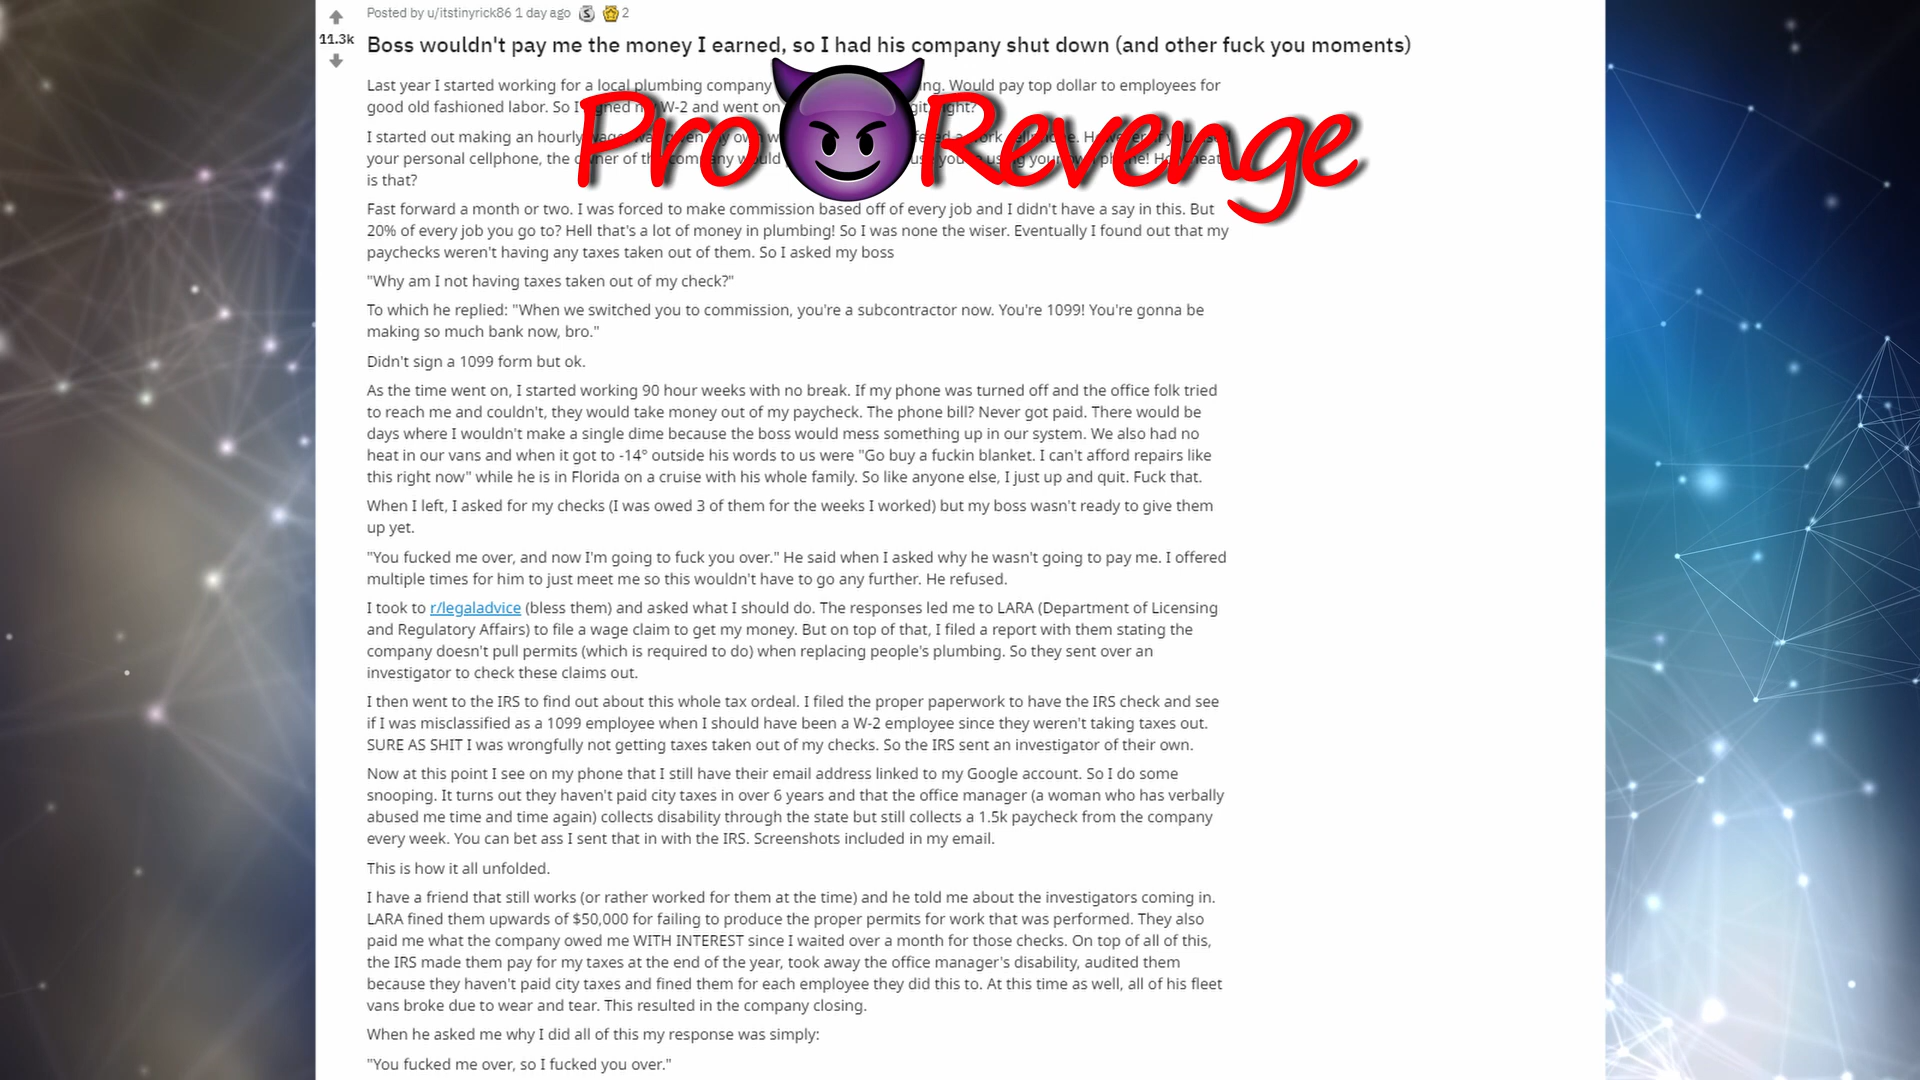 Posted by u/itstinyrick86 1 day ago S 2
11.3k
Boss wouldn't pay me the money I earned, so I had his company shut down (and other fuck you moments)
Last year I started working for a local plumbing company ng. Would pay top dollar to employees for
good old fashioned labor. So I W-2 and went on
Pro Revenge
I started out making an hourly
your personal cellphone, the owner of the company would
is that?
Fast forward a month or two. I was forced to make commission based off of every job and I didn't have a say in this. But
20% of every job you go to? Hell that's a lot of money in plumbing! So I was none the wiser. Eventually I found out that my
paychecks weren't having any taxes taken out of them. So I asked my boss
"Why am I not having taxes taken out of my check?"
To which he replied: "When we switched you to commission, you're a subcontractor now. You're 1099! You're gonna be
making so much bank now, bro."
Didn't sign a 1099 form but ok.
As the time went on, I started working 90 hour weeks with no break. If my phone was turned off and the office folk tried
to reach me and couldn't, they would take money out of my paycheck. The phone bill? Never got paid. There would be
days where I wouldn't make a single dime because the boss would mess something up in our system. We also had no
heat in our vans and when it got to -14° outside his words to us were "Go buy a fuckin blanket. I can't afford repairs like
this right now" while he is in Florida on a cruise with his whole family. So like anyone else, I just up and quit. Fuck that.
When I left, I asked for my checks (I was owed 3 of them for the weeks I worked) but my boss wasn't ready to give them
up yet.
"You fucked me over, and now I'm going to fuck you over." He said when I asked why he wasn't going to pay me. I offered
multiple times for him to just meet me so this wouldn't have to go any further. He refused.
I took to r/legaladvice (bless them) and asked what I should do. The responses led me to LARA (Department of Licensing
and Regulatory Affairs) to file a wage claim to get my money. But on top of that, I filed a report with them stating the
company doesn't pull permits (which is required to do) when replacing people's plumbing. So they sent over an
investigator to check these claims out.
I then went to the IRS to find out about this whole tax ordeal. I filed the proper paperwork to have the IRS check and see
if I was misclassified as a 1099 employee when I should have been a W-2 employee since they weren't taking taxes out.
SURE AS SHIT I was wrongfully not getting taxes taken out of my checks. So the IRS sent an investigator of their own.
Now at this point I see on my phone that I still have their email address linked to my Google account. So I do some
snooping. It turns out they haven't paid city taxes in over 6 years and that the office manager (a woman who has verbally
abused me time and time again) collects disability through the state but still collects a 1.5k paycheck from the company
every week. You can bet ass I sent that in with the IRS. Screenshots included in my email.
This is how it all unfolded.
I have a friend that still works (or rather worked for them at the time) and he told me about the investigators coming in.
LARA fined them upwards of $50,000 for failing to produce the proper permits for work that was performed. They also
paid me what the company owed me WITH INTEREST since I waited over a month for those checks. On top of all of this,
the IRS made them pay for my taxes at the end of the year, took away the office manager's disability, audited them
because they haven't paid city taxes and fined them for each employee they did this to. At this time as well, all of his fleet
vans broke due to wear and tear. This resulted in the company closing.
When he asked me why I did all of this my response was simply:
"You fucked me over, so I fucked you over."